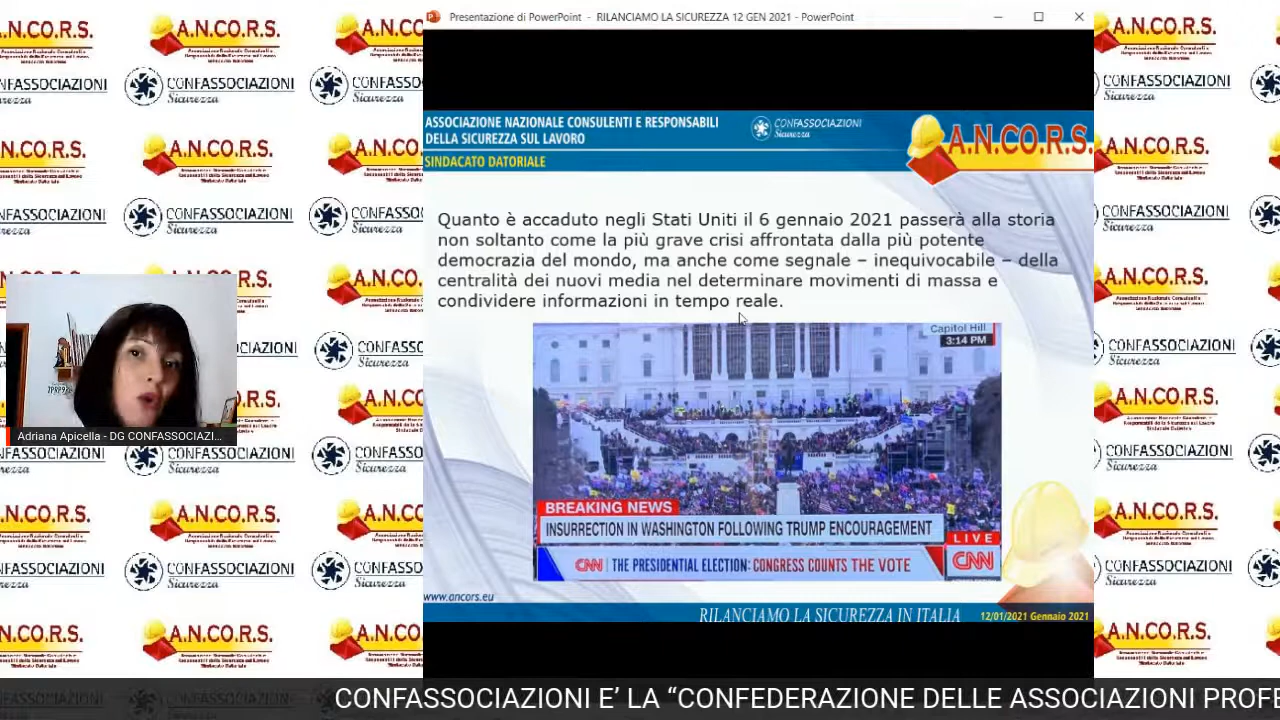 Presentazione di PowerPoint - RILANCIAMO LA SICUREZZA 12 GEN 2021 - PowerPoint
ASSOCIAZIONE NAZIONALE CONSULENTI E RESPONSABILI
DELLA SICUREZZA SUL LAVORO
SINDACATO DATORIALE
CONFASSOCIAZIONI
Sicurezza
A.N.CO.R.S.
Quanto è accaduto negli Stati Uniti il 6 gennaio 2021 passerà alla storia
non soltanto come la più grave crisi affrontata dalla più potente
democrazia del mondo, ma anche come segnale – inequivocabile – della
centralità dei nuovi media nel determinare movimenti di massa e
condividere informazioni in tempo reale.
Capitol Hill
3:14 PM
BREAKING NEWS
INSURRECTION IN WASHINGTON FOLLOWING TRUMP ENCOURAGEMENT
LIVE
CNN
CNN THE PRESIDENTIAL ELECTION: CONGRESS COUNTS THE VOTE
www.ancors.eu
RILANCIAMO LA SICUREZZA IN ITALIA
12/01/2021 Gennaio 2021
Adriana Apicella - DG CONFASSOCIAZI...
A.N.CO.R.S.
CONFASSOCIAZIONI
Sicurezza
CONFASSOCIAZIONI E' LA “CONFEDERAZIONE DELLE ASSOCIAZIONI PROFE